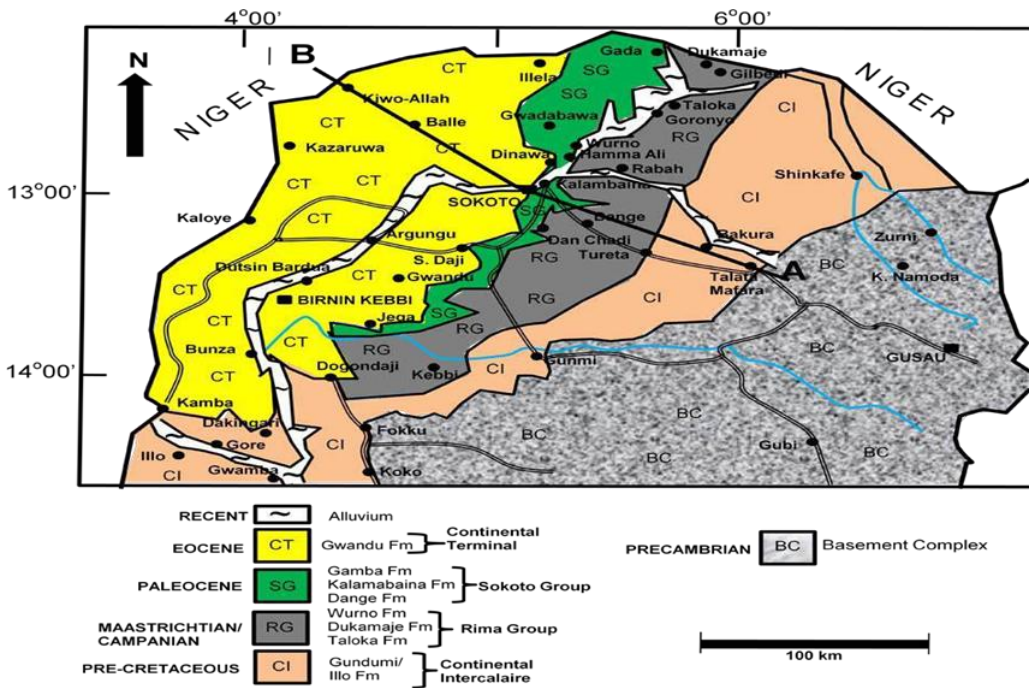 4°00' 6°00'
N
NIGER
B
NIGER
Gada
Dukamaje
Gilbedi
Illela
SG
CT
CT
Kiwo-Allah
CT
Balle
CT
Gwadabawa
SG
Taloka
Goronyo
RG
CI
CT
Kazaruwa
Dinawa
Wurno
Hamma Ali
Rabah
Shinkafe
13°00'
CT
CT
SOKOTO
Kalambaina
SG
Kaloye
CT
Argungu
S. Daji
Dange
Dan Chadi
Tureta
Bakura
Zurni
CT
Dutsin Bardua
Gwandu
RG
CI
Talata
Mafara
A
BC
K. Namoda
CT
BIRNIN KEBBI
Jega
SG
RG
CI
BC
Bunza
CT
CT
RG
Dogondaji
Kebbi
CI
Gunmi
BC
GUSAU
14°00'
Kamba
BC
Dakingari
Gore
CI
Fokku
BC
BC
Gubi
BC
Illo
CI
Gwamba
Koko
RECENT ~ Alluvium
EOCENE CT Gwandu Fm Continental
Terminal
PRECAMBRIAN BC Basement Complex
PALEOCENE SG Gamba Fm
Kalamabaina Fm Sokoto Group
Dange Fm
MAASTRICHTIAN/
CAMPANIAN RG Wurno Fm
Dukamaje Fm Rima Group
Taloka Fm
PRE-CRETACEOUS CI Gundumi/
Illo Fm Continental
Intercalaire
100 km